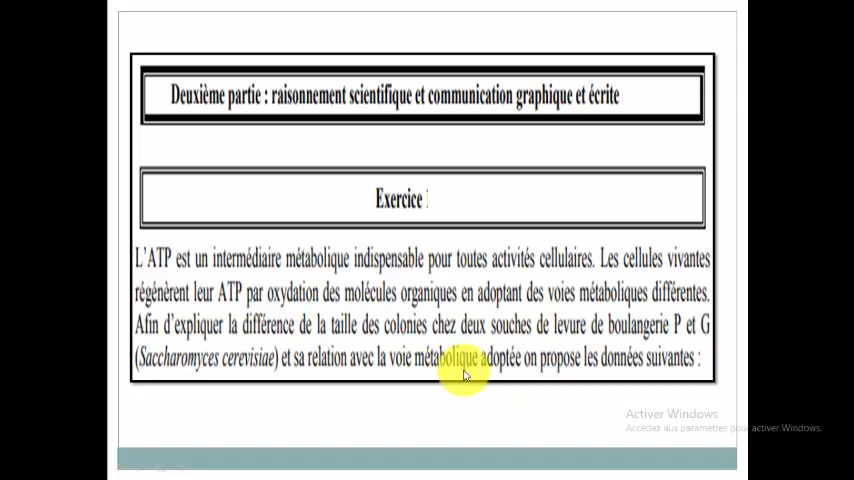 Deuxième partie : raisonnement scientifique et communication graphique et écrite
Exercice
L'ATP est un intermédiaire métabolique indispensable pour toutes activités cellulaires. Les cellules vivantes
régénèrent leur ATP par oxydation des molécules organiques en adoptant des voies métaboliques différentes.
Afin d'expliquer la différence de la taille des colonies chez deux souches de levure de boulangerie P et G
(Saccharomyces cerevisiae) et sa relation avec la voie métabolique adoptée on propose les données suivantes :
Activer Windows
Accédez aux paramètres pour activer Windows.